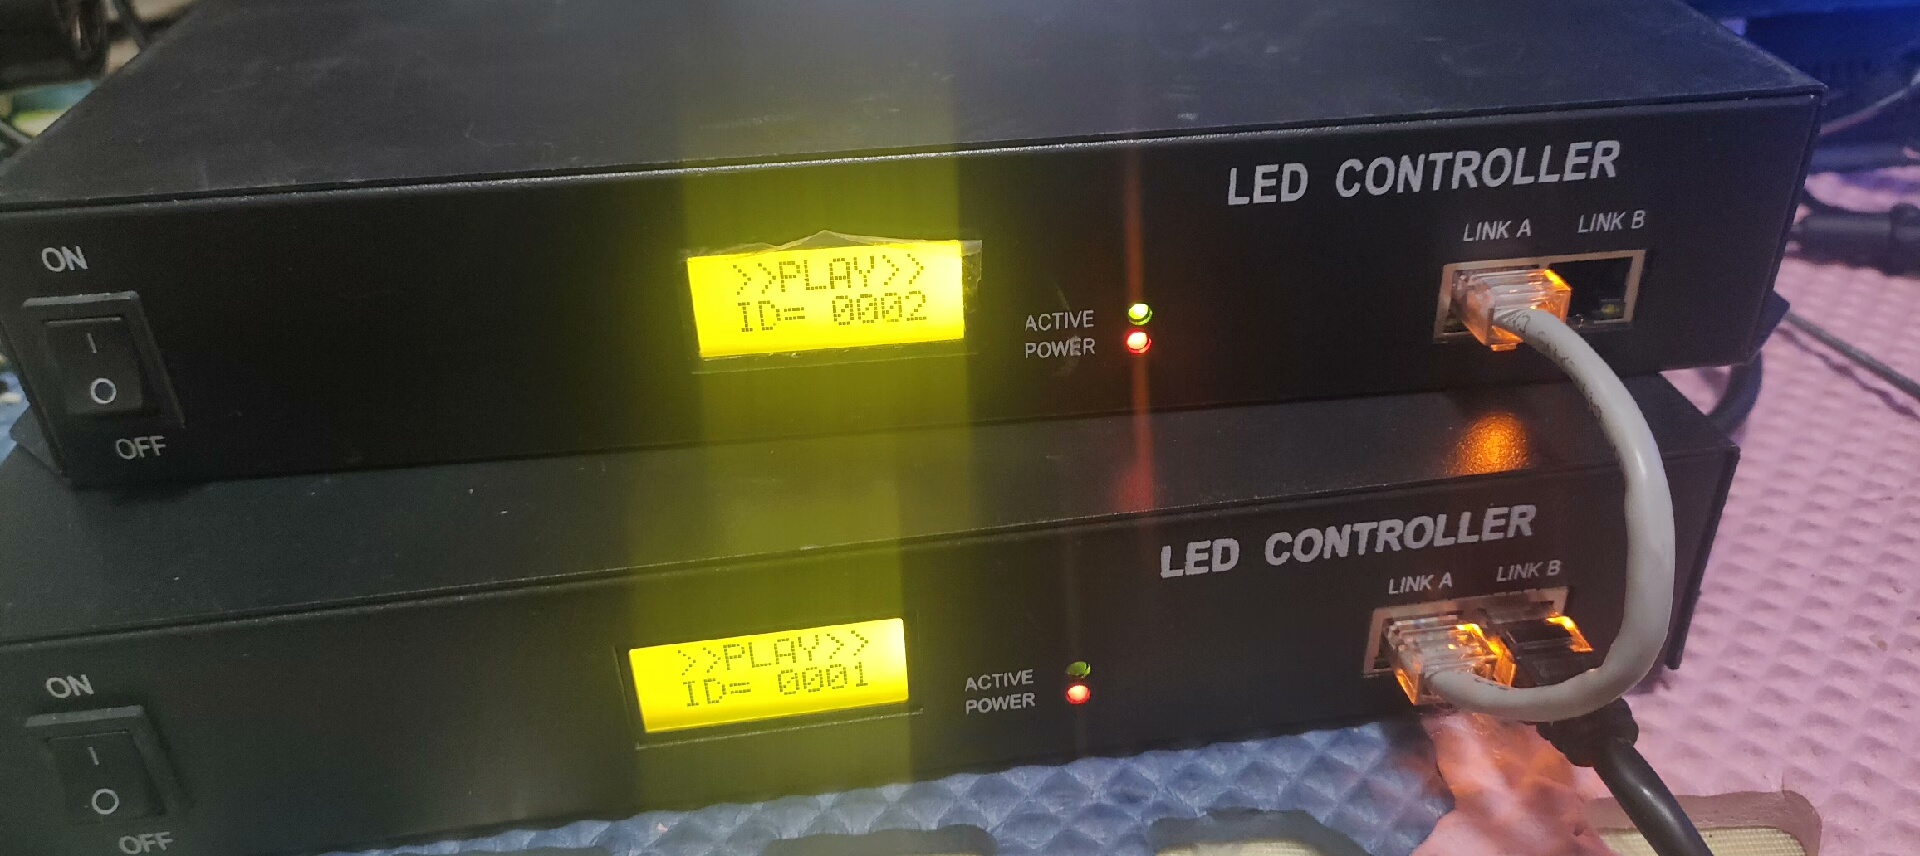 LED CONTROLLER
LINK A LINK B
ON
>>PLAY>>
ID= 0002
ACTIVE
POWER
I
O
OFF
LED CONTROLLER
LINK A LINK B
ON
>>PLAY>>
ID= 0001
ACTIVE
POWER
I
O
OFF